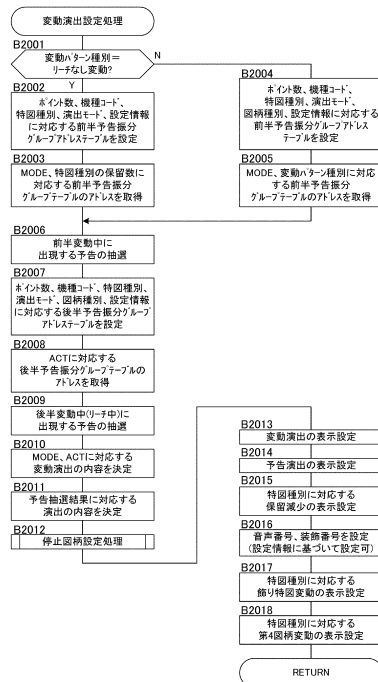 変動演出設定処理
B2001
変動パターン種別＝
リーチなし変動?
N
Y
B2002
ポイント数、機種コード、
特図種別、演出モード、設定情報
に対応する前半予告振分
グループアドレステーブルを設定
B2003
MODE、特図種別の保留数に
対応する前半予告振分
グループテーブルのアドレスを取得
B2004
ポイント数、機種コード、
特図種別、演出モード、
図柄種別、設定情報に対応する
前半予告振分グループアドレス
テーブルを設定
B2005
MODE、変動パターン種別に対応
する前半予告振分
グループテーブルのアドレスを取得
B2006
前半変動中に
出現する予告の抽選
B2007
ポイント数、機種コード、特図種別、
演出モード、図柄種別、設定情報
に対応する後半予告振分グループ
アドレステーブルを設定
B2008
ACTに対応する
後半予告振分グループテーブルの
アドレスを取得
B2009
後半変動中(リーチ中)に
出現する予告の抽選
B2010
MODE、ACTに対応する
変動演出の内容を決定
B2011
予告抽選結果に対応する
演出の内容を決定
B2012
停止図柄設定処理
B2013
変動演出の表示設定
B2014
予告演出の表示設定
B2015
特図種別に対応する
保留減少の表示設定
B2016
音声番号、装飾番号を設定
(設定情報に基づいて設定可)
B2017
特図種別に対応する
飾り特図変動の表示設定
B2018
特図種別に対応する
第4図柄変動の表示設定
RETURN